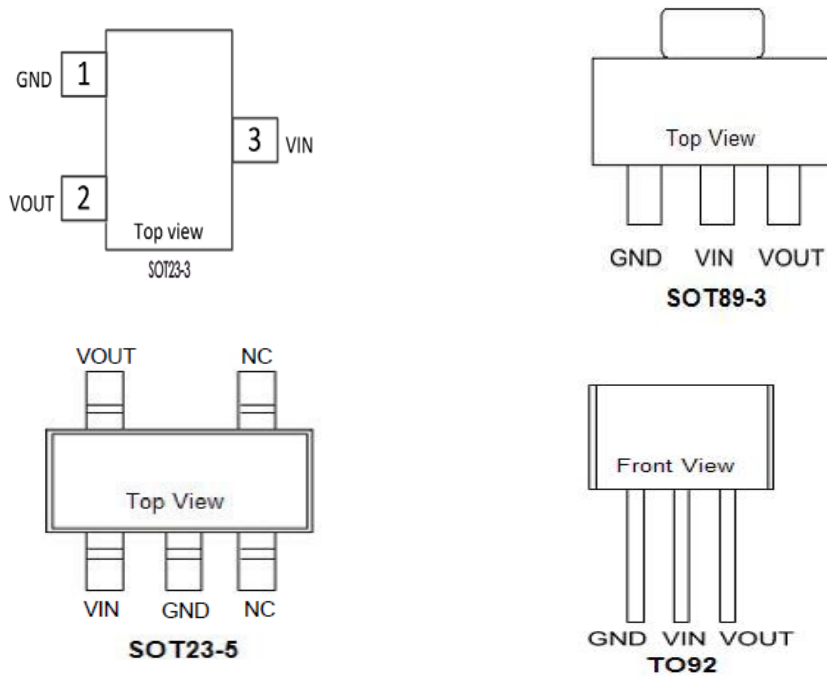 GND 1
3 VIN
VOUT 2
Top view
SOT23-3
Top View
GND VIN VOUT
SOT89-3
VOUT NC
Top View
VIN GND NC
SOT23-5
Front View
GND VIN VOUT
TO92